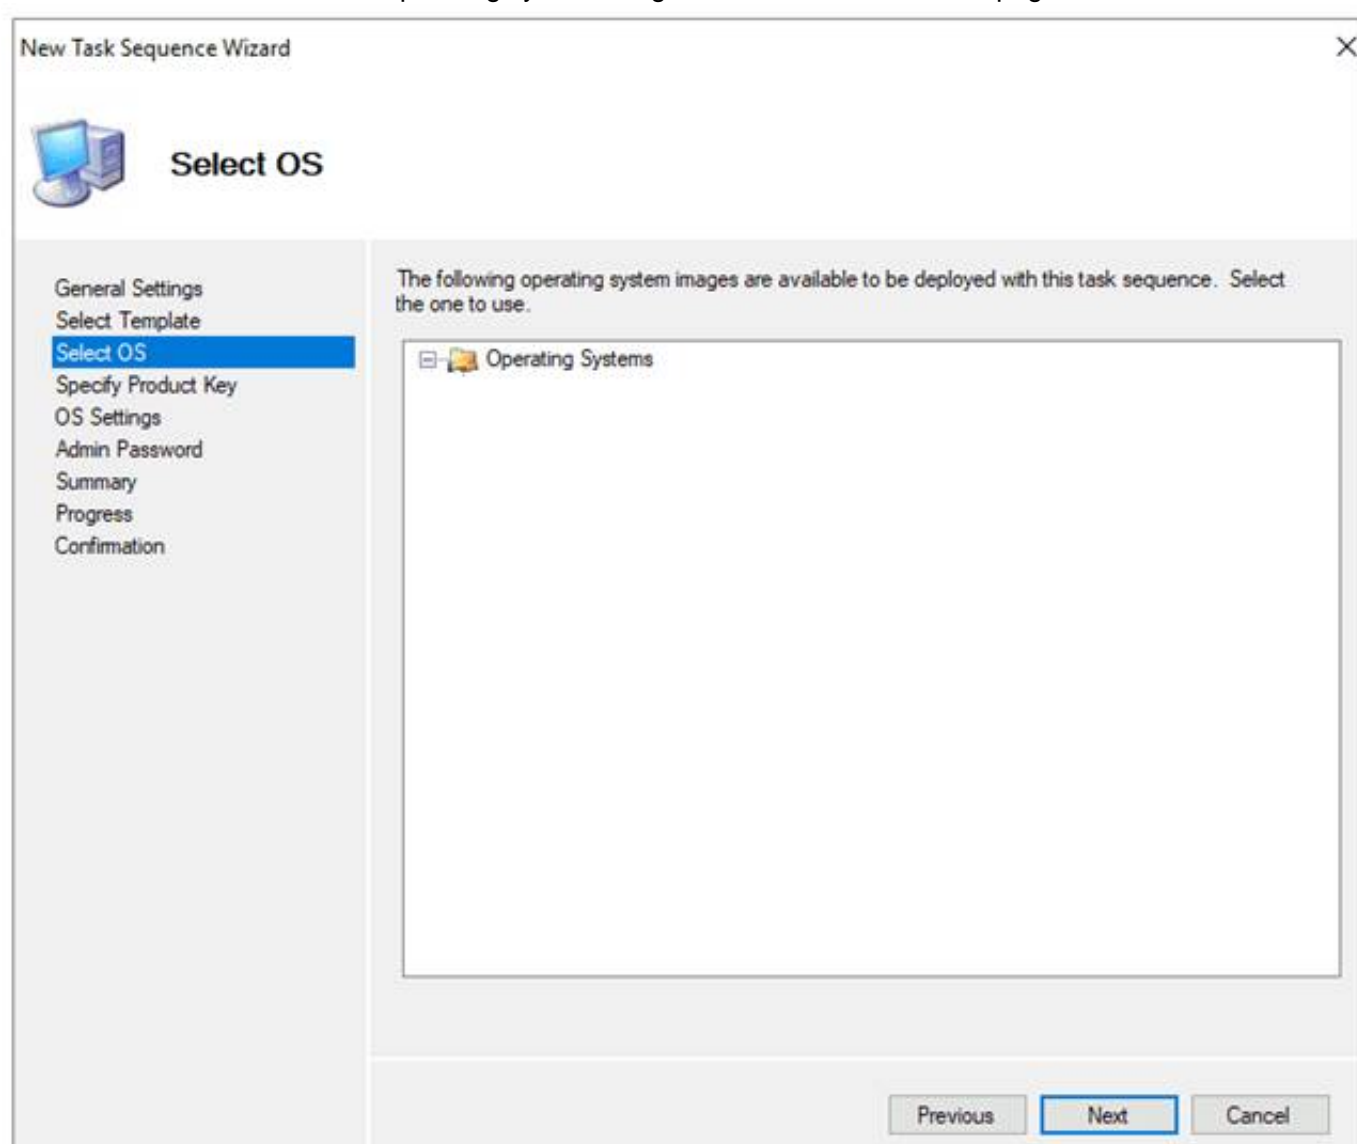 New Task Sequence Wizard
Select OS
General Settings
Select Template
Select OS
Specify Product Key
OS Settings
Admin Password
Summary
Progress
Confirmation
The following operating system images are available to be deployed with this task sequence. Select
the one to use.
Operating Systems
Previous Next Cancel